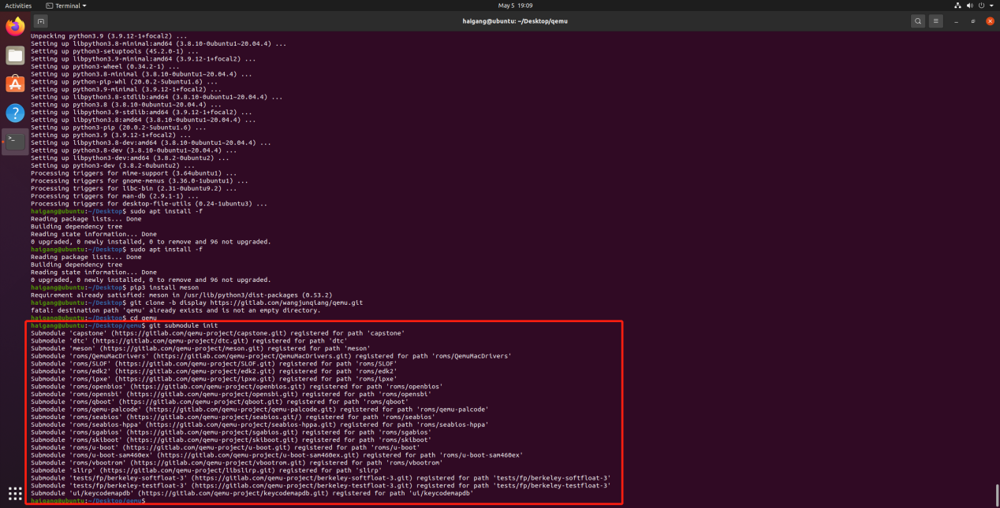 Activities
Terminal
May 5 19:09
haigang@ubuntu: ~/Desktop/qemu
Unpacking python3.9 (3.9.12-1+focal2) ...
Setting up libpython3.8-minimal:amd64 (3.8.10-0ubuntu1~20.04.4) ...
Setting up python3-setuptools (45.2.0-1) ...
Setting up libpython3.9-minimal:amd64 (3.9.12-1+focal2) ...
Setting up python3-wheel (0.34.2-1) ...
Setting up python3.8-minimal (3.8.10-0ubuntu1~20.04.4) ...
Setting up python-pip-whl (20.0.2-5ubuntu1.6) ...
Setting up python3.9-minimal (3.9.12-1+focal2) ...
Setting up libpython3.8-stdlib:amd64 (3.8.10-0ubuntu1~20.04.4) ...
Setting up python3.8 (3.8.10-0ubuntu1~20.04.4) ...
Setting up libpython3.9-stdlib:amd64 (3.9.12-1+focal2) ...
Setting up libpython3.8:amd64 (3.8.10-0ubuntu1~20.04.4) ...
Setting up python3-pip (20.0.2-5ubuntu1.6) ...
Setting up python3.9 (3.9.12-1+focal2) ...
Setting up libpython3.8-dev:amd64 (3.8.10-0ubuntu1~20.04.4) ...
Setting up python3.8-dev (3.8.10-0ubuntu1~20.04.4) ...
Setting up libpython3-dev:amd64 (3.8.2-0ubuntu2) ...
Setting up python3-dev (3.8.2-0ubuntu2) ...
Processing triggers for mime-support (3.64ubuntu1) ...
Processing triggers for gnome-menus (3.36.0-1ubuntu1) ...
Processing triggers for libc-bin (2.31-0ubuntu9.2) ...
Processing triggers for man-db (2.9.1-1) ...
Processing triggers for desktop-file-utils (0.24-1ubuntu3) ...
haigang@ubuntu:~/Desktop$ sudo apt install -f
Reading package lists... Done
Building dependency tree
Reading state information... Done
0 upgraded, 0 newly installed, 0 to remove and 96 not upgraded.
haigang@ubuntu:~/Desktop$ sudo apt install -f
Reading package lists... Done
Building dependency tree
Reading state information... Done
0 upgraded, 0 newly installed, 0 to remove and 96 not upgraded.
haigang@ubuntu:~/Desktop$ pip3 install meson
Requirement already satisfied: meson in /usr/lib/python3/dist-packages (0.53.2)
haigang@ubuntu:~/Desktop$ git clone -b display https://gitlab.com/wangjunqiang/qemu.git
fatal: destination path 'qemu' already exists and is not an empty directory.
haigang@ubuntu:~/Desktop$ cd qemu
haigang@ubuntu:~/Desktop/qemu$ git submodule init
Submodule 'capstone' (https://gitlab.com/qemu-project/capstone.git) registered for path 'capstone'
Submodule 'dtc' (https://gitlab.com/qemu-project/dtc.git) registered for path 'dtc'
Submodule 'meson' (https://gitlab.com/qemu-project/meson.git) registered for path 'meson'
Submodule 'roms/QemuMacDrivers' (https://gitlab.com/qemu-project/QemuMacDrivers.git) registered for path 'roms/QemuMacDrivers'
Submodule 'roms/SLOF' (https://gitlab.com/qemu-project/SLOF.git) registered for path 'roms/SLOF'
Submodule 'roms/edk2' (https://gitlab.com/qemu-project/edk2.git) registered for path 'roms/edk2'
Submodule 'roms/ipxe' (https://gitlab.com/qemu-project/ipxe.git) registered for path 'roms/ipxe'
Submodule 'roms/openbios' (https://gitlab.com/qemu-project/openbios.git) registered for path 'roms/openbios'
Submodule 'roms/opensbi' (https://gitlab.com/qemu-project/opensbi.git) registered for path 'roms/opensbi'
Submodule 'roms/qboot' (https://gitlab.com/qemu-project/qboot.git) registered for path 'roms/qboot'
Submodule 'roms/qemu-palcode' (https://gitlab.com/qemu-project/qemu-palcode.git) registered for path 'roms/qemu-palcode'
Submodule 'roms/seabios' (https://gitlab.com/qemu-project/seabios.git/) registered for path 'roms/seabios'
Submodule 'roms/seabios-hppa' (https://gitlab.com/qemu-project/seabios-hppa.git) registered for path 'roms/seabios-hppa'
Submodule 'roms/sgabios' (https://gitlab.com/qemu-project/sgabios.git) registered for path 'roms/sgabios'
Submodule 'roms/skiboot' (https://gitlab.com/qemu-project/skiboot.git) registered for path 'roms/skiboot'
Submodule 'roms/u-boot' (https://gitlab.com/qemu-project/u-boot.git) registered for path 'roms/u-boot'
Submodule 'roms/u-boot-sam460ex' (https://gitlab.com/qemu-project/u-boot-sam460ex.git) registered for path 'roms/u-boot-sam460ex'
Submodule 'roms/vbootrom' (https://gitlab.com/qemu-project/vbootrom.git) registered for path 'roms/vbootrom'
Submodule 'slirp' (https://gitlab.com/qemu-project/libslirp.git) registered for path 'slirp'
Submodule 'tests/fp/berkeley-softfloat-3' (https://gitlab.com/qemu-project/berkeley-softfloat-3.git) registered for path 'tests/fp/berkeley-softfloat-3'
Submodule 'tests/fp/berkeley-testfloat-3' (https://gitlab.com/qemu-project/berkeley-testfloat-3.git) registered for path 'tests/fp/berkeley-testfloat-3'
Submodule 'ui/keycodemapdb' (https://gitlab.com/qemu-project/keycodemapdb.git) registered for path 'ui/keycodemapdb'
haigang@ubuntu:~/Desktop/qemu$